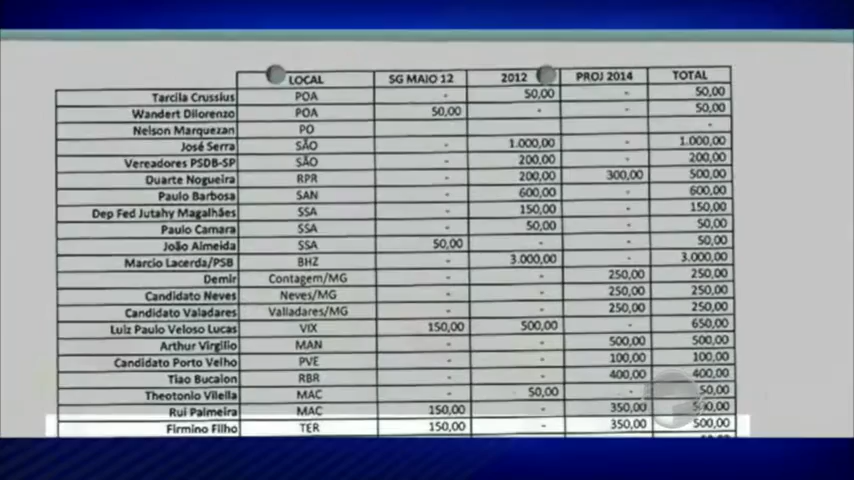 LOCAL SG MAIO 12 2012 PROJ 2014 TOTAL
Tarcila Crussius POA - 50,00 - 50,00
Wandert Dilorenzo POA 50,00 - - 50,00
Nelson Marquezan PO -
José Serra SÃO - 1.000,00 - 1.000,00
Vereadores PSDB-SP SÃO - 200,00 - 200,00
Duarte Nogueira RPR - 200,00 300,00 500,00
Paulo Barbosa SAN - 600,00 - 600,00
Dep Fed Jutahy Magalhães SSA - 150,00 - 150,00
Paulo Camara SSA - 50,00 - 50,00
João Almeida SSA 50,00 - - 50,00
Marcio Lacerda/PSB BHZ - 3.000,00 - 3.000,00
Demir Contagem/MG - - 250,00 250,00
Candidato Neves Neves/MG - - 250,00 250,00
Candidato Valadares Valladares/MG - - 250,00 250,00
Luiz Paulo Veloso Lucas VIX 150,00 500,00 - 650,00
Arthur Virgilio MAN - - 500,00 500,00
Candidato Porto Velho PVE - - 100,00 100,00
Tiao Bucalon RBR - - 400,00 400,00
Theotonio Vilella MAC - 50,00 - 50,00
Rui Palmeira MAC 150,00 - 350,00 500,00
Firmino Filho TER 150,00 - 350,00 500,00